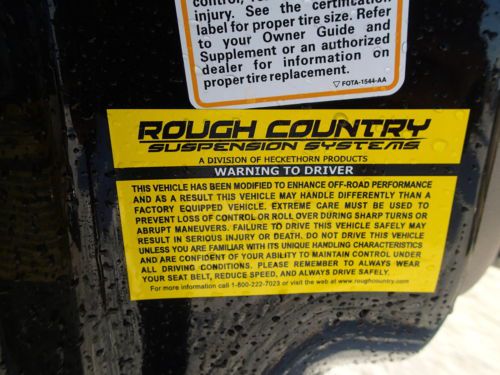 control,
injury. See the certification
label for proper tire size. Refer
to your Owner Guide and
Supplement or an authorized
dealer for information on
proper tire replacement.
FOTA-1544-AA
ROUGH COUNTRY
SUSPENSION SYSTEMS
A DIVISION OF HECKETHORN PRODUCTS
WARNING TO DRIVER
THIS VEHICLE HAS BEEN MODIFIED TO ENHANCE OFF-ROAD PERFORMANCE
AND AS A RESULT THIS VEHICLE MAY HANDLE DIFFERENTLY THAN A
FACTORY EQUIPPED VEHICLE. EXTREME CARE MUST BE USED TO
PREVENT LOSS OF CONTROL OR ROLL OVER DURING SHARP TURNS OR
ABRUPT MANEUVERS. FAILURE TO DRIVE THIS VEHICLE SAFELY MAY
RESULT IN SERIOUS INJURY OR DEATH. DO NOT DRIVE THIS VEHICLE
UNLESS YOU ARE FAMILIAR WITH ITS UNIQUE HANDLING CHARACTERISTICS
AND ARE CONFIDENT OF YOUR ABILITY TO MAINTAIN CONTROL UNDER
ALL DRIVING CONDITIONS. PLEASE REMEMBER TO ALWAYS WEAR
YOUR SEAT BELT, REDUCE SPEED, AND ALWAYS DRIVE SAFELY.
For more information call 1-800-222-7023 or visit the web at www.roughcountry.com